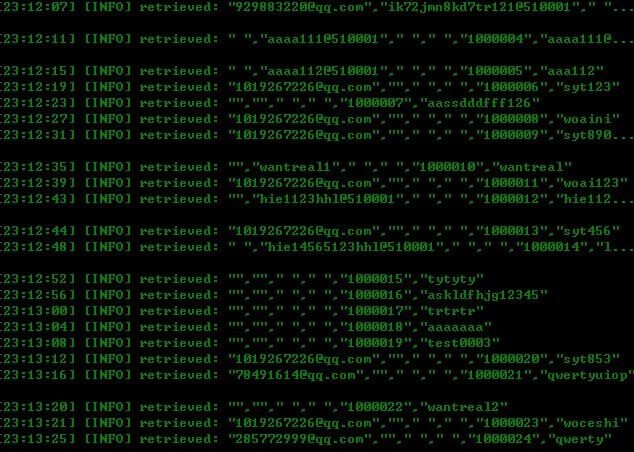 [23:12:07] [INFO] retrieved: "929883220@qq.com","ik72jmn8kd7tr121@510001"," "...
[23:12:11] [INFO] retrieved: " ","aaaa111@510001"," "," ","1000004","aaaa111@...
[23:12:15] [INFO] retrieved: " ","aaaa112@510001"," "," ","1000005","aaa112"
[23:12:19] [INFO] retrieved: "1019267226@qq.com",""," "," ","1000006","syt123"
[23:12:23] [INFO] retrieved: "",""," "," ","1000007","aassdddfff126"
[23:12:27] [INFO] retrieved: "1019267226@qq.com",""," "," ","1000008","woaini"
[23:12:31] [INFO] retrieved: "1019267226@qq.com",""," "," ","1000009","syt890...
[23:12:35] [INFO] retrieved: "","wantreal1"," "," ","1000010","wantreal"
[23:12:39] [INFO] retrieved: "1019267226@qq.com",""," "," ","1000011","woai123"
[23:12:43] [INFO] retrieved: "","hie1123hhl@510001"," "," ","1000012","hie112...
[23:12:44] [INFO] retrieved: "1019267226@qq.com",""," "," ","1000013","syt456"
[23:12:48] [INFO] retrieved: " ","hie14565123hhl@510001"," "," ","1000014","l...
[23:12:52] [INFO] retrieved: "",""," "," ","1000015","tytyty"
[23:12:56] [INFO] retrieved: "",""," "," ","1000016","askldfhjg12345"
[23:13:00] [INFO] retrieved: "",""," "," ","1000017","trtrtr"
[23:13:04] [INFO] retrieved: "",""," "," ","1000018","aaaaaaa"
[23:13:08] [INFO] retrieved: "",""," "," ","1000019","test0003"
[23:13:12] [INFO] retrieved: "1019267226@qq.com",""," "," ","1000020","syt853"
[23:13:16] [INFO] retrieved: "78491614@qq.com",""," "," ","1000021","qwertyuiop"
[23:13:20] [INFO] retrieved: "",""," "," ","1000022","wantreal2"
[23:13:21] [INFO] retrieved: "1019267226@qq.com",""," "," ","1000023","woceshi"
[23:13:25] [INFO] retrieved: "285772999@qq.com",""," "," ","1000024","qwerty"